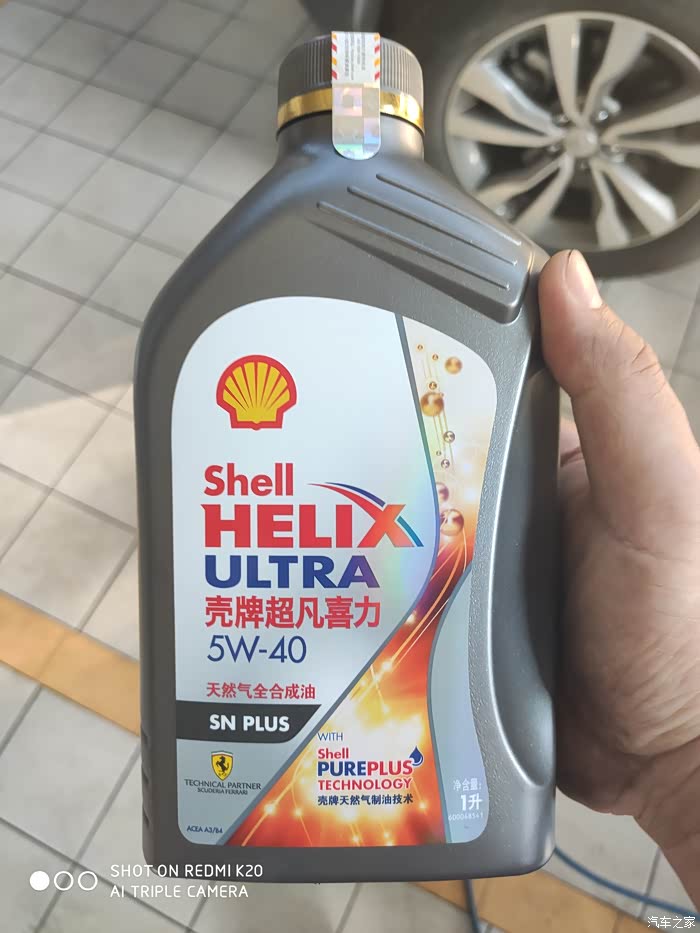 Shell
HELIX
ULTRA
壳牌超凡喜力
5W-40
天然气全合成油
SN PLUS
TECHNICAL PARTNER
SCUDERIA FERRARI
ACEA A3/B4
WITH
Shell
PUREPLUS
TECHNOLOGY
壳牌天然气制油技术
净含量:
1升
600048541
SHOT ON REDMI K20
AI TRIPLE CAMERA
汽车之家